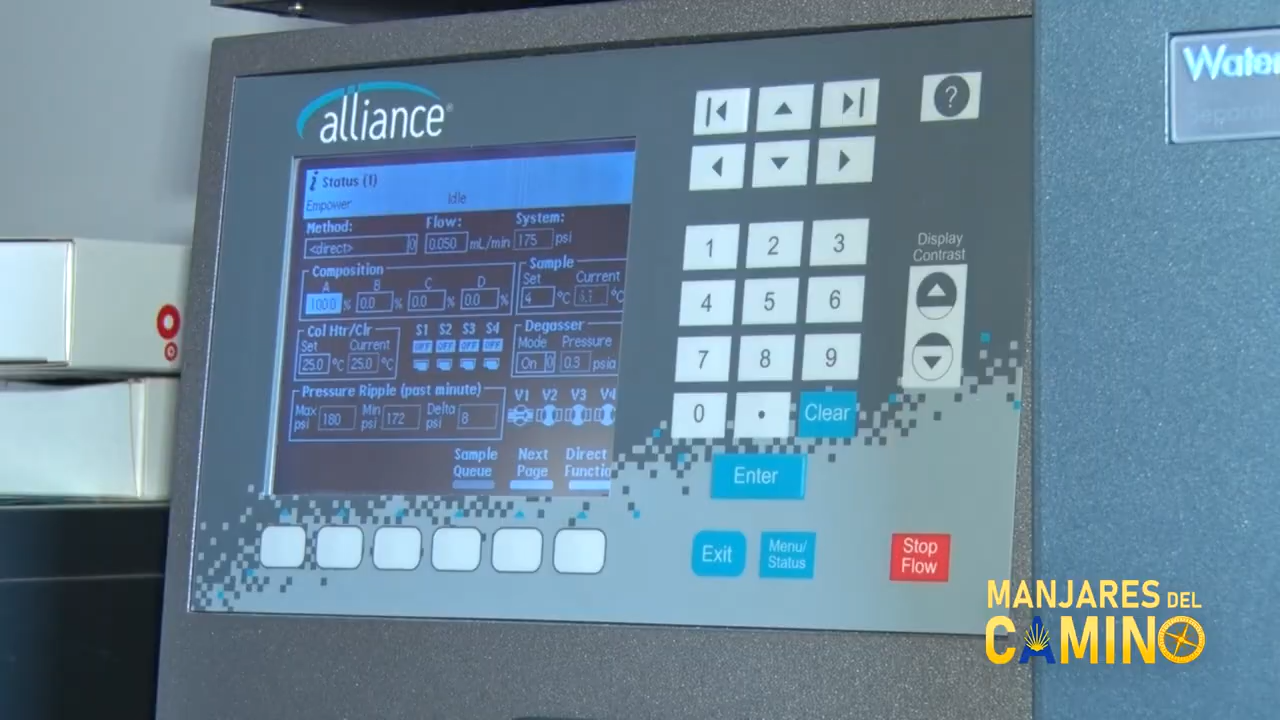 alliance®
Water
Status (1)
Empower Idle
Method: Flow: System:
<direct> 0 0.050 mL/min 175 psi
Composition
A B C D
100.0 % 0.0 % 0.0 % 0.0 %
Sample
Set Current
4 °C °C
Col Htr/Clr
Set Current
25.0 °C 25.0 °C
S1 S2 S3 S4
OFF OFF OFF OFF
Degasser
Mode Pressure
On 0 0.3 psia
Pressure Ripple (past minute)
Max psi 180 Min psi 172 Delta psi 8
V1 V2 V3 V4
Sample Queue
Next Page
Direct Functio
?
1 2 3
4 5 6
7 8 9
0 . Clear
Enter
Exit
Menu/
Status
Display
Contrast
Stop
Flow
MANJARES DEL
CAMINO